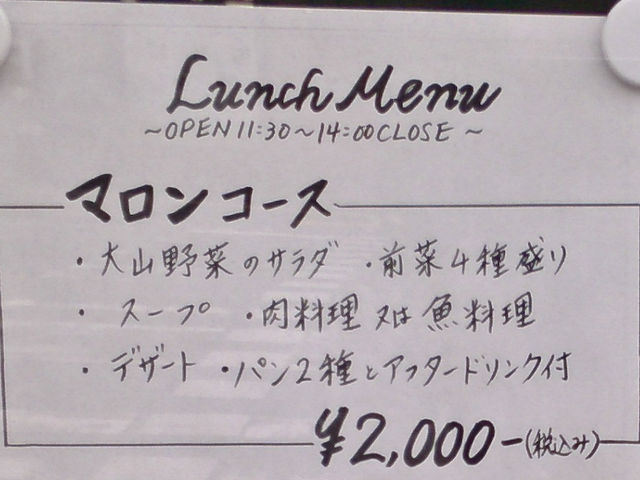 Lunch Menu
~OPEN 11:30~14:00 CLOSE ~
マロンコース
・大山野菜のサラダ ・前菜4種盛り
・スープ ・肉料理 又は 魚料理
・デザート ・パン2種とアフタードリンク付
¥2,000-(税込み)